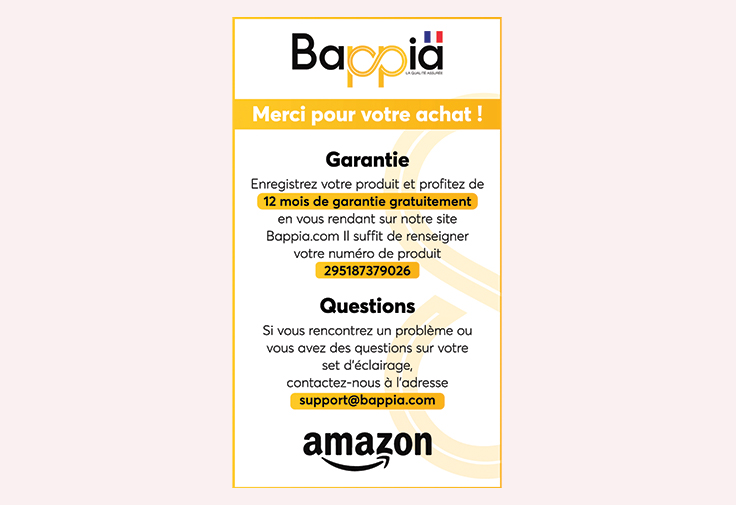 Bappia
LA QUALITÉ ASSURÉE
Merci pour votre achat !
Garantie
Enregistrez votre produit et profitez de
12 mois de garantie gratuitement
en vous rendant sur notre site
Bappia.com Il suffit de renseigner
votre numéro de produit
295187379026
Questions
Si vous rencontrez un problème ou
vous avez des questions sur votre
set d'éclairage,
contactez-nous à l'adresse
support@bappia.com
amazon